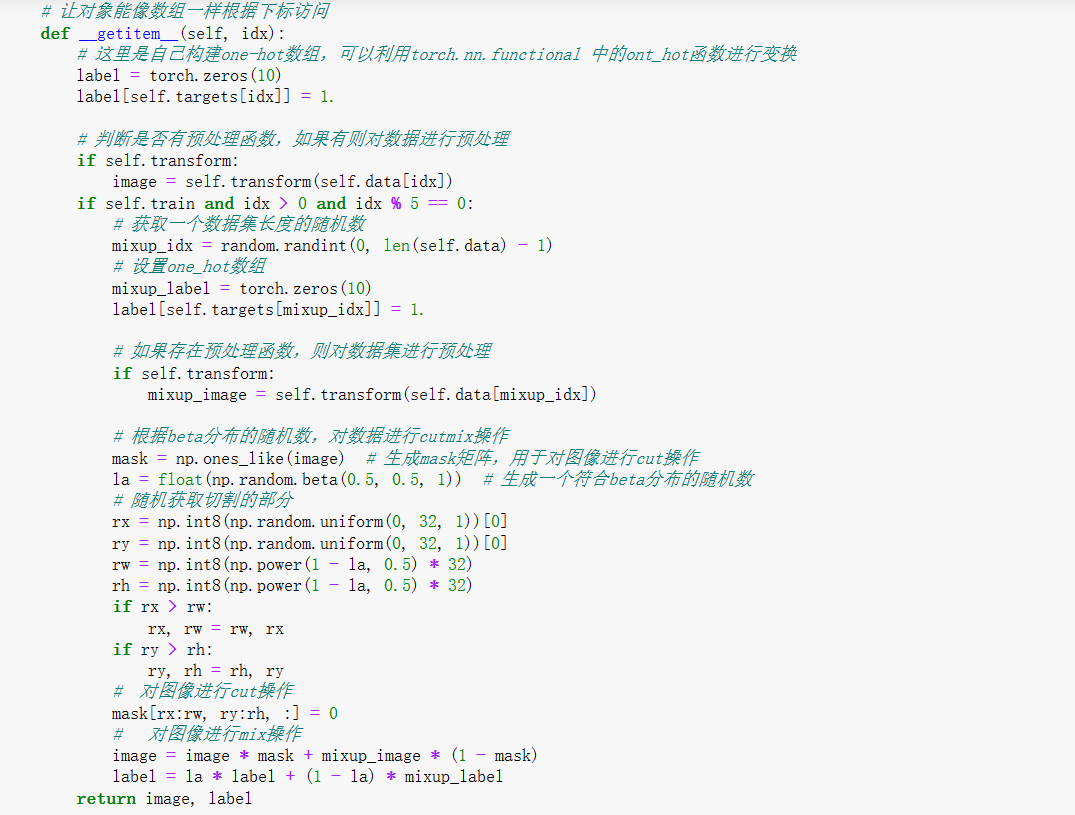 # 让对象能像数组一样根据下标访问
def __getitem__(self, idx):
# 这里是自己构建one-hot数组，可以利用torch.nn.functional 中的ont_hot函数进行变换
label = torch.zeros(10)
label[self.targets[idx]] = 1.
# 判断是否有预处理函数，如果有则对数据进行预处理
if self.transform:
image = self.transform(self.data[idx])
if self.train and idx > 0 and idx % 5 == 0:
# 获取一个数据集长度的随机数
mixup_idx = random.randint(0, len(self.data) - 1)
# 设置one_hot数组
mixup_label = torch.zeros(10)
label[self.targets[mixup_idx]] = 1.
# 如果存在预处理函数，则对数据集进行预处理
if self.transform:
mixup_image = self.transform(self.data[mixup_idx])
# 根据beta分布的随机数，对数据进行cutmix操作
mask = np.ones_like(image)  # 生成mask矩阵，用于对图像进行cut操作
la = float(np.random.beta(0.5, 0.5, 1))  # 生成一个符合beta分布的随机数
# 随机获取切割的部分
rx = np.int8(np.random.uniform(0, 32, 1))[0]
ry = np.int8(np.random.uniform(0, 32, 1))[0]
rw = np.int8(np.power(1 - la, 0.5) * 32)
rh = np.int8(np.power(1 - la, 0.5) * 32)
if rx > rw:
rx, rw = rw, rx
if ry > rh:
ry, rh = rh, ry
#  对图像进行cut操作
mask[rx:rw, ry:rh, :] = 0
#   对图像进行mix操作
image = image * mask + mixup_image * (1 - mask)
label = la * label + (1 - la) * mixup_label
return image, label